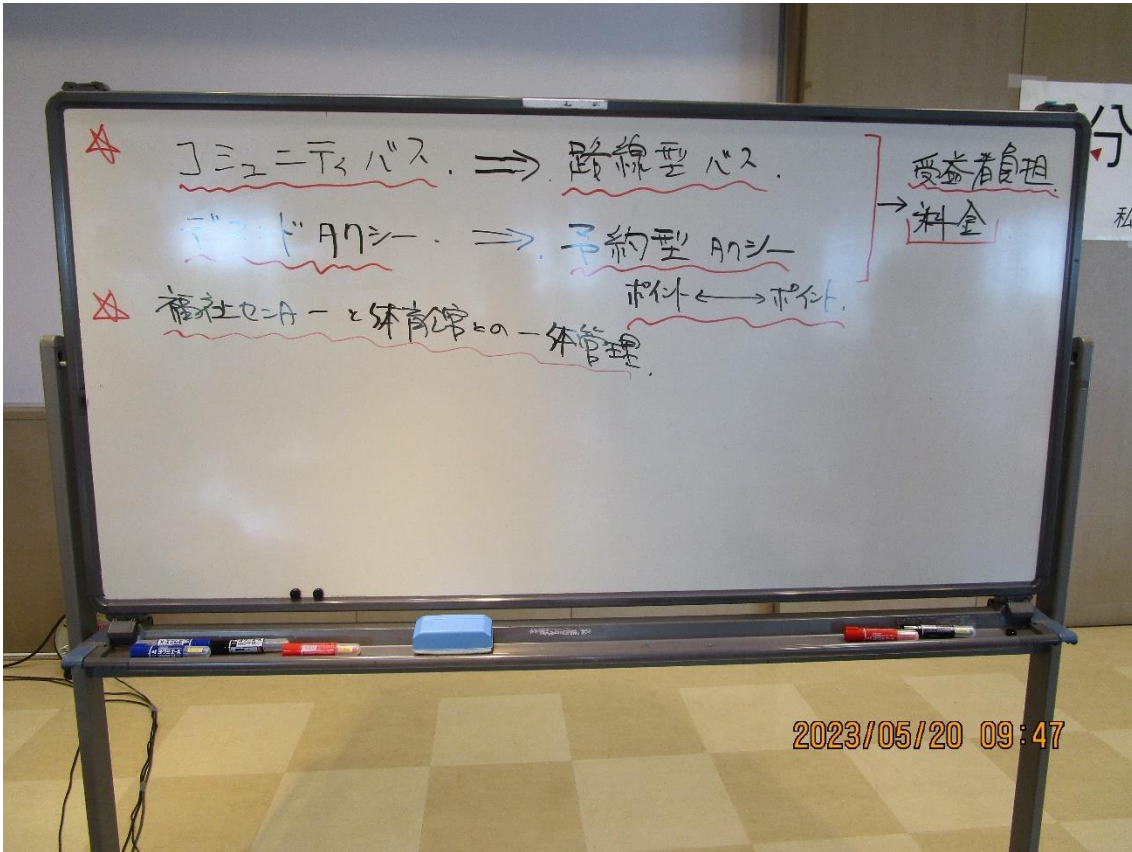 ☆ コミュニティバス. ⇒ 路線型バス.
デマンドタクシー. ⇒ 予約型タクシー
ポイント ←→ ポイント.
→ 受益者負担
料金
☆ 福祉センターと体育館との一体管理.
分
私
2023/05/20 09:47